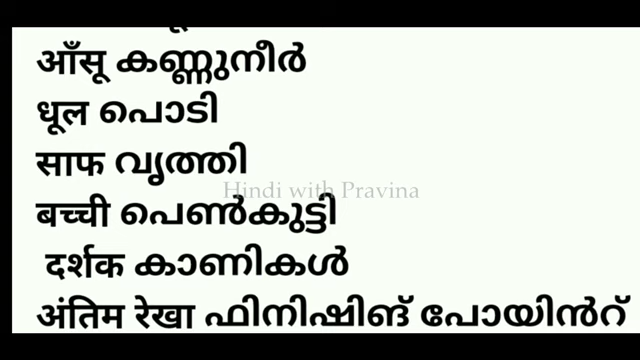 आँसू കണ്ണുനീർ
धूल പൊടി
साफ വൃത്തി
Hindi with Pravina
बच्ची പെൺകുട്ടി
दर्शक കാണികൾ
अंतिम रेखा ഫിനിഷിങ് പോയിൻറ്